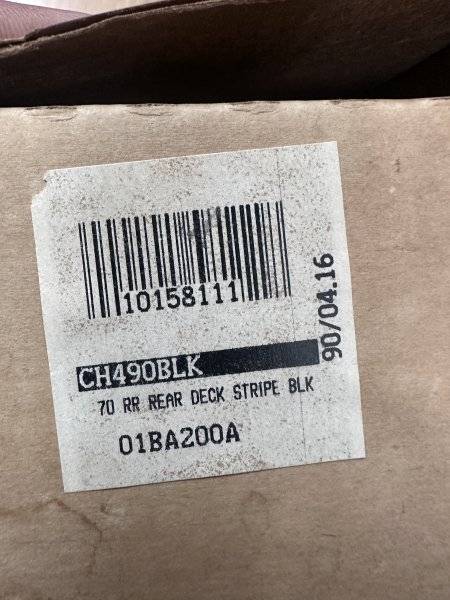 10158111
90/04.16
CH490BLK
70 RR REAR DECK STRIPE BLK
01BA200A